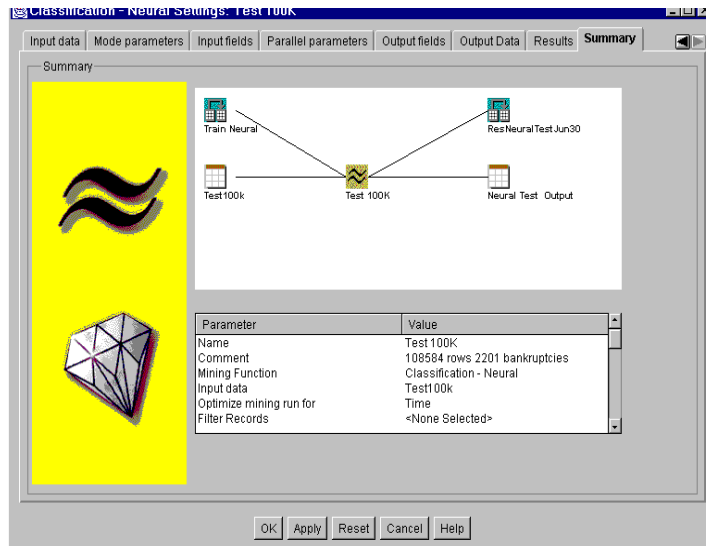 Classification - Neural Settings: Test 100K
Input data Mode parameters Input fields Parallel parameters Output fields Output Data Results Summary
Summary
Train Neural ResNeuralTestJun30
Test100k Test 100K Neural Test Output
Parameter Value
Name Test 100K
Comment 108584 rows 2201 bankruptcies
Mining Function Classification - Neural
Input data Test100k
Optimize mining run for Time
Filter Records <None Selected>
OK Apply Reset Cancel Help